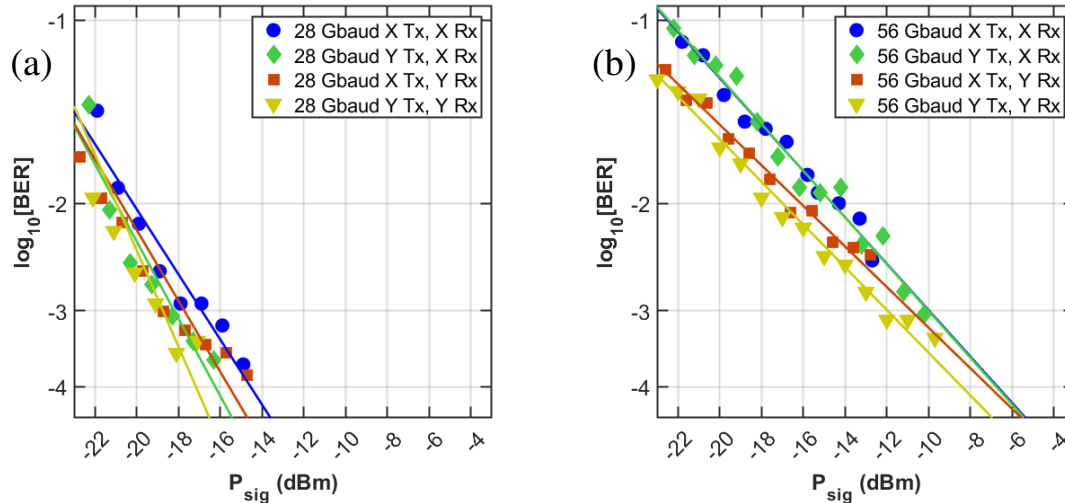 (a)
28 Gbaud X Tx, X Rx
28 Gbaud Y Tx, X Rx
28 Gbaud X Tx, Y Rx
28 Gbaud Y Tx, Y Rx
-1
-2
-3
-4
log10[BER]
-22 -20 -18 -16 -14 -12 -10 -8 -6 -4
Psig (dBm)
(b)
56 Gbaud X Tx, X Rx
56 Gbaud Y Tx, X Rx
56 Gbaud X Tx, Y Rx
56 Gbaud Y Tx, Y Rx
-1
-2
-3
-4
log10[BER]
-22 -20 -18 -16 -14 -12 -10 -8 -6 -4
Psig (dBm)